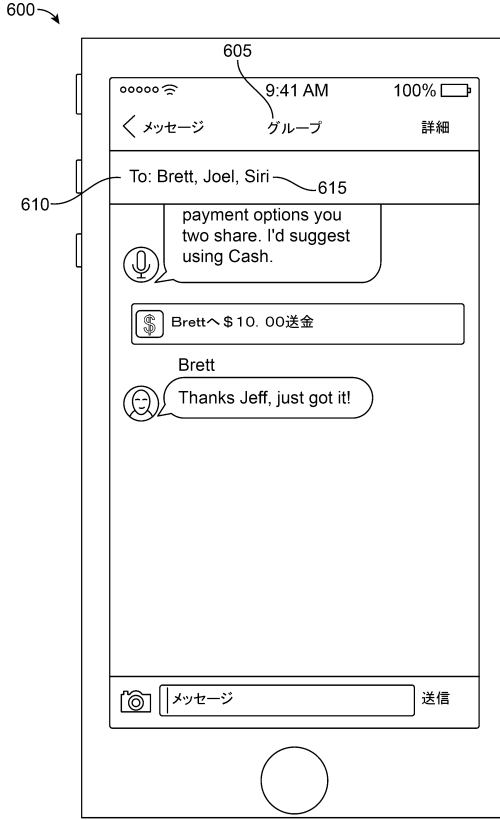 600
605
9:41 AM 100%
メッセージ グループ 詳細
610
To: Brett, Joel, Siri
615
payment options you
two share. I'd suggest
using Cash.
$ Brettへ＄10．00送金
Brett
Thanks Jeff, just got it!
メッセージ 送信